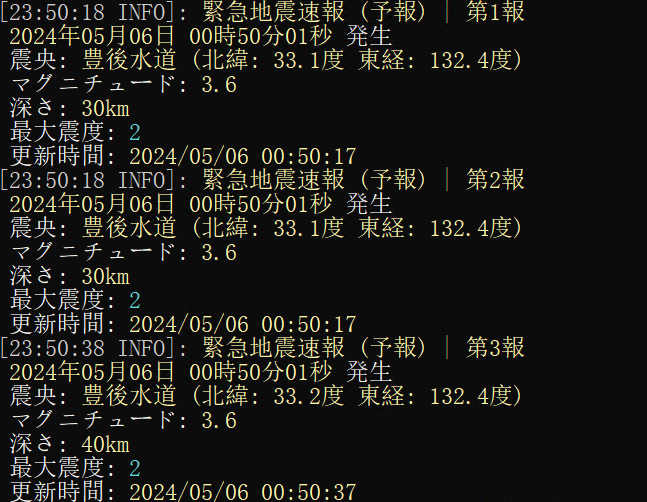 [23:50:18 INFO]: 緊急地震速報 (予報) | 第1報
2024年05月06日 00時50分01秒 発生
震央: 豊後水道 (北緯: 33.1度 東経: 132.4度)
マグニチュード: 3.6
深さ: 30km
最大震度: 2
更新時間: 2024/05/06 00:50:17
[23:50:18 INFO]: 緊急地震速報 (予報) | 第2報
2024年05月06日 00時50分01秒 発生
震央: 豊後水道 (北緯: 33.1度 東経: 132.4度)
マグニチュード: 3.6
深さ: 30km
最大震度: 2
更新時間: 2024/05/06 00:50:17
[23:50:38 INFO]: 緊急地震速報 (予報) | 第3報
2024年05月06日 00時50分01秒 発生
震央: 豊後水道 (北緯: 33.2度 東経: 132.4度)
マグニチュード: 3.6
深さ: 40km
最大震度: 2
更新時間: 2024/05/06 00:50:37